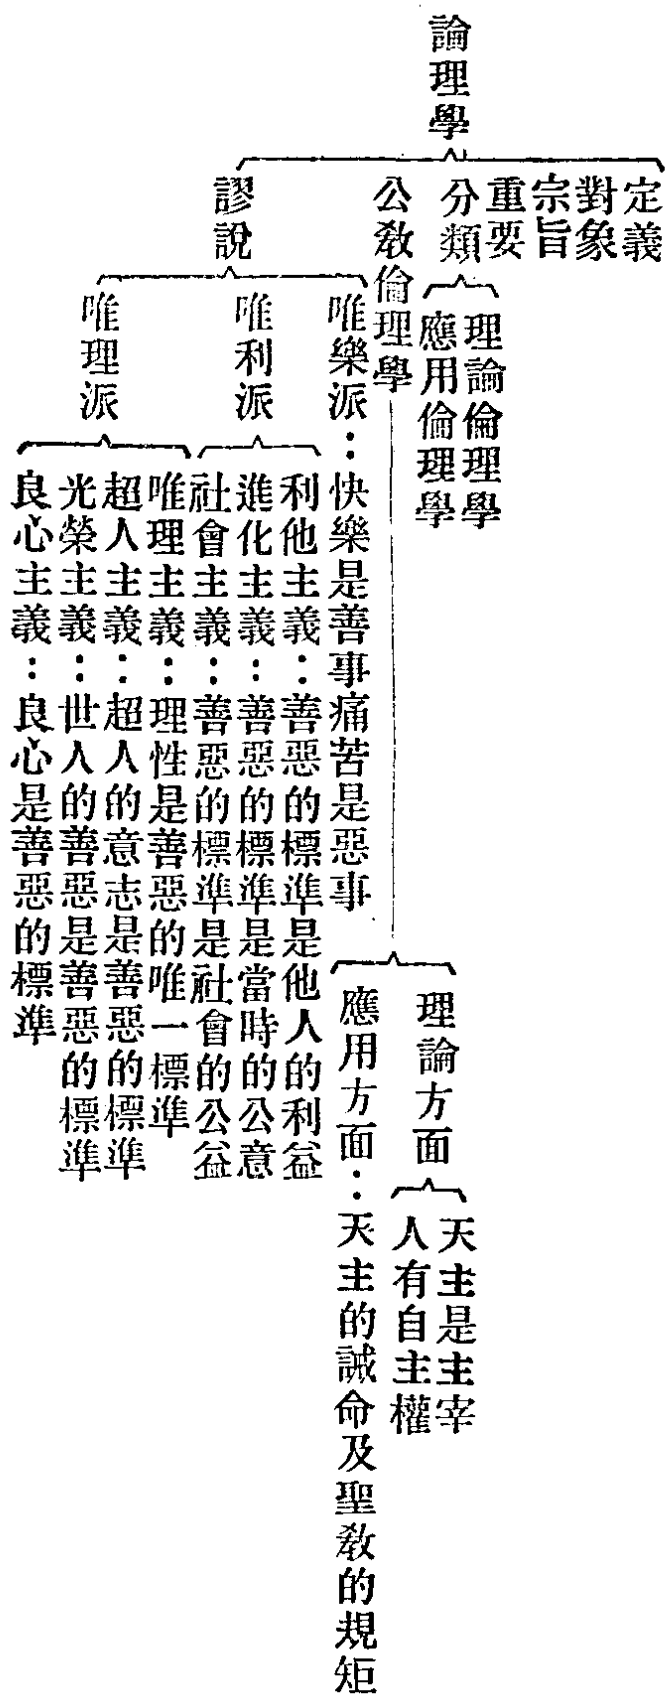 論理學
定義
對象
宗旨
重要
分類
理論倫理學
應用倫理學
公敎倫理學
理論方面
天主是主宰
人有自主權
應用方面：天主的誡命及聖敎的規矩
謬說
唯樂派：快樂是善事痛苦是惡事
唯利派
利他主義：善惡的標準是他人的利益
進化主義：善惡的標準是當時的公意
社會主義：善惡的標準是社會的公益
唯理派
唯理主義：理性是善惡的唯一標準
超人主義：超人的意志是善惡的標準
光榮主義：世人的善惡是善惡的標準
良心主義：良心是善惡的標準